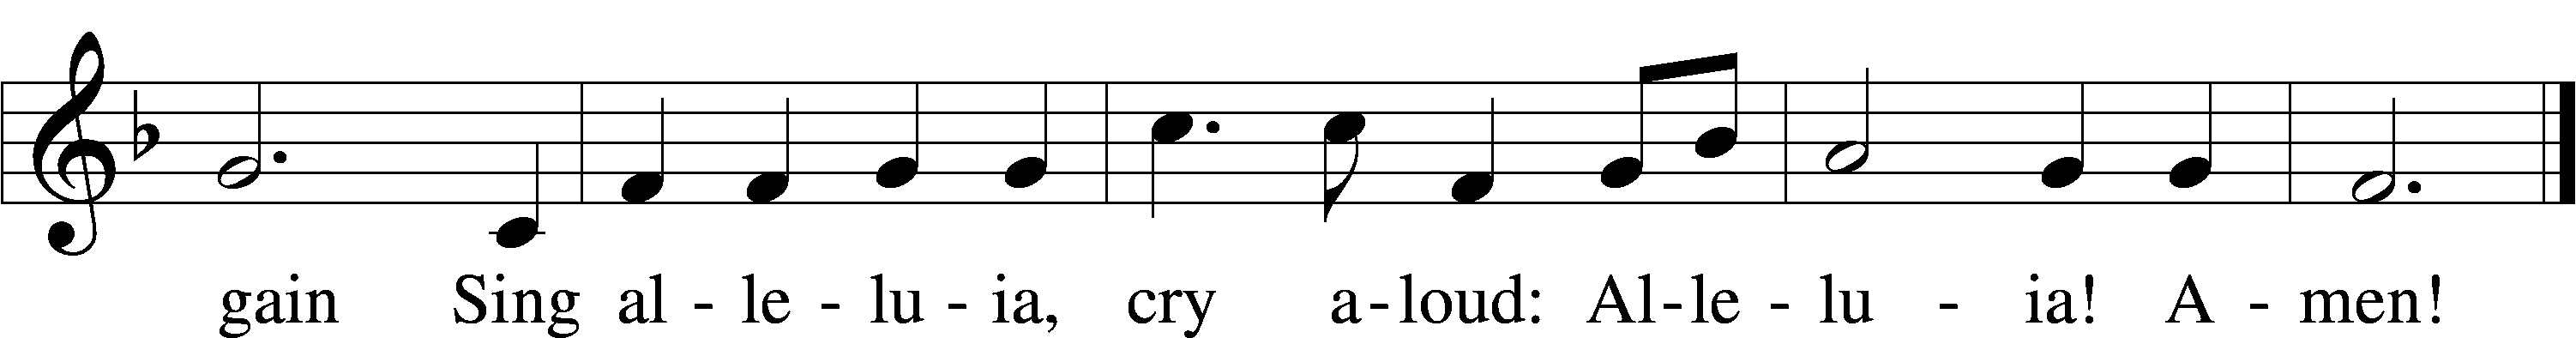 gain Sing al - le - lu - ia, cry a - loud: Al - le - lu - ia! A - men!